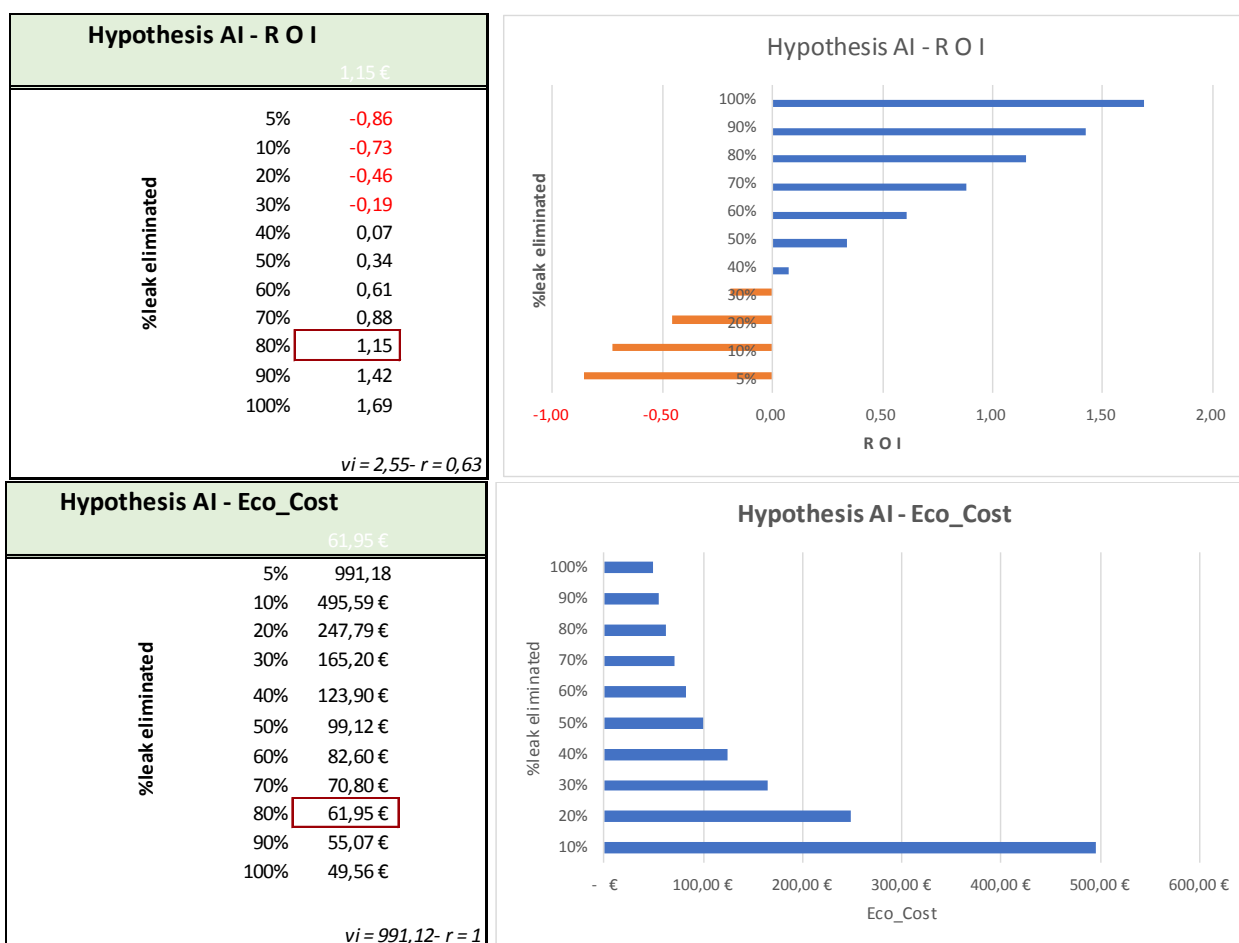 Hypothesis AI - R O I
1,15 €
%leak eliminated
5% -0,86
10% -0,73
20% -0,46
30% -0,19
40% 0,07
50% 0,34
60% 0,61
70% 0,88
80% 1,15
90% 1,42
100% 1,69
vi = 2,55- r = 0,63
Hypothesis AI - R O I
%leak eliminated
100%
90%
80%
70%
60%
50%
40%
30%
20%
10%
5%
-1,00 -0,50 0,00 0,50 1,00 1,50 2,00
R O I
Hypothesis AI - Eco_Cost
61,95 €
%leak eliminated
5% 991,18
10% 495,59 €
20% 247,79 €
30% 165,20 €
40% 123,90 €
50% 99,12 €
60% 82,60 €
70% 70,80 €
80% 61,95 €
90% 55,07 €
100% 49,56 €
vi = 991,12- r = 1
Hypothesis AI - Eco_Cost
%leak eliminated
100%
90%
80%
70%
60%
50%
40%
30%
20%
10%
- € 100,00 € 200,00 € 300,00 € 400,00 € 500,00 € 600,00 €
Eco_Cost